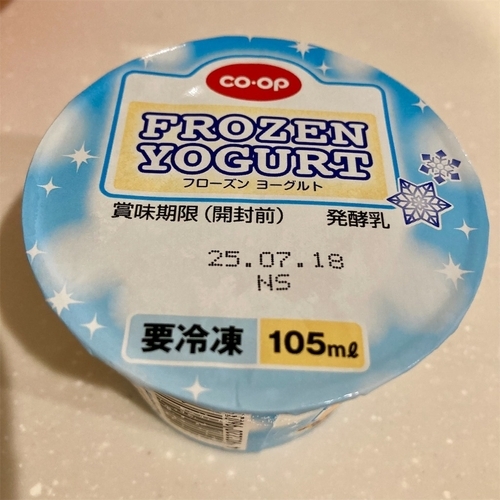 CO·OP
FROZEN
YOGURT
フローズン ヨーグルト
賞味期限(開封前) 発酵乳
25.07.18
NS
要冷凍 105mℓ